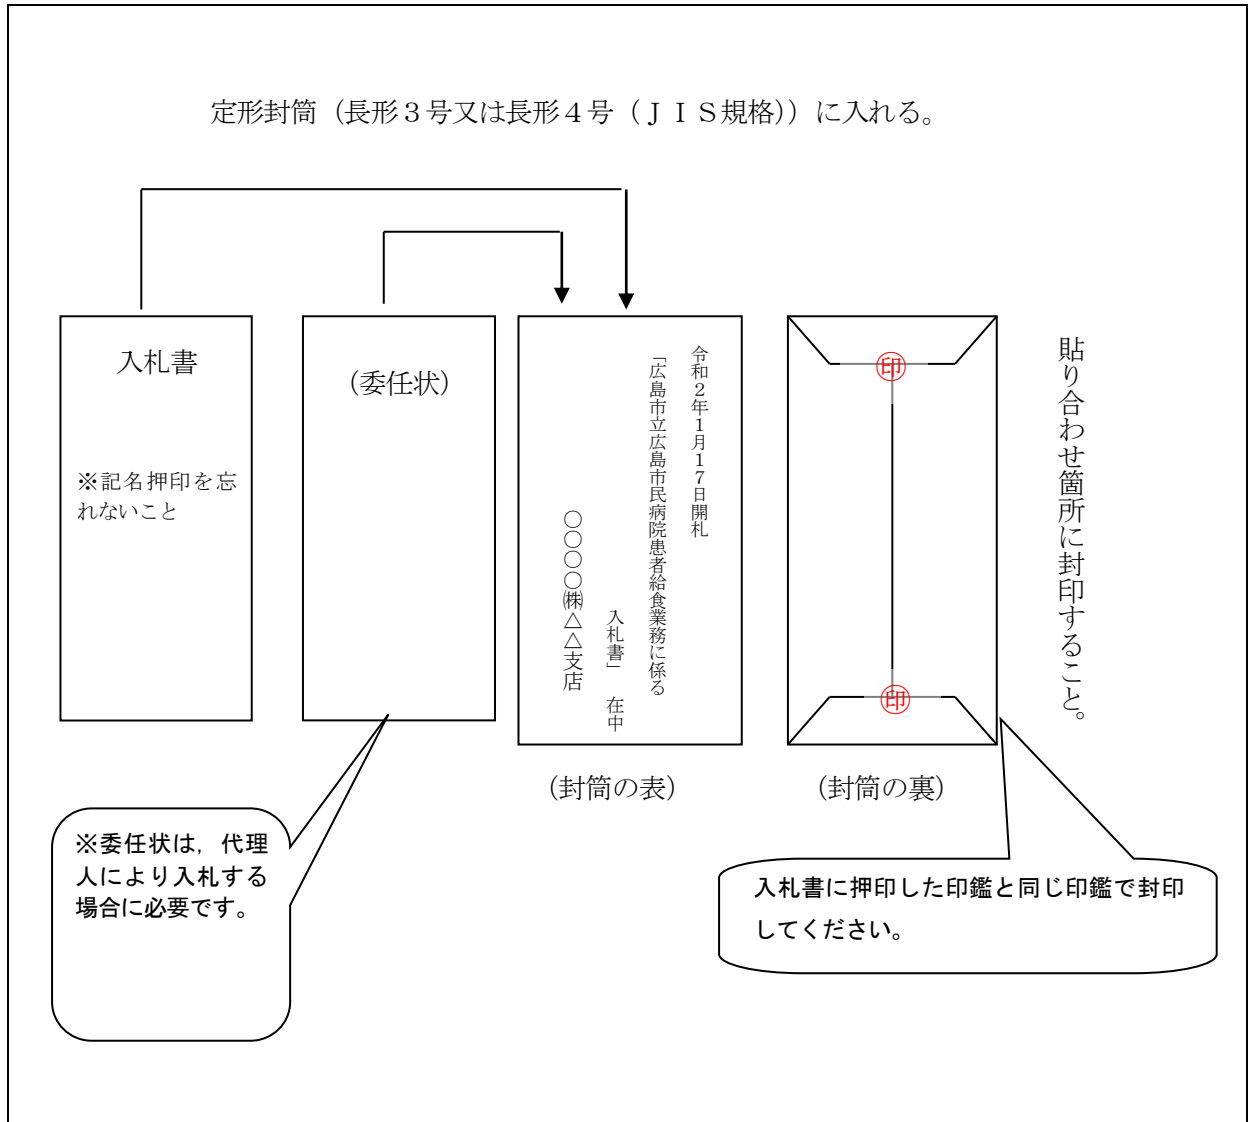 定形封筒（長形３号又は長形４号（ＪＩＳ規格））に入れる。
入札書
※記名押印を忘
れないこと
（委任状）
令和２年１月１７日開札
「広島市立広島市民病院患者給食業務に係る
入札書」　在中
〇〇〇〇㈱△△支店
印
印
貼り合わせ箇所に封印すること。
（封筒の表）
（封筒の裏）
※委任状は，代理
人により入札する
場合に必要です。
入札書に押印した印鑑と同じ印鑑で封印
してください。